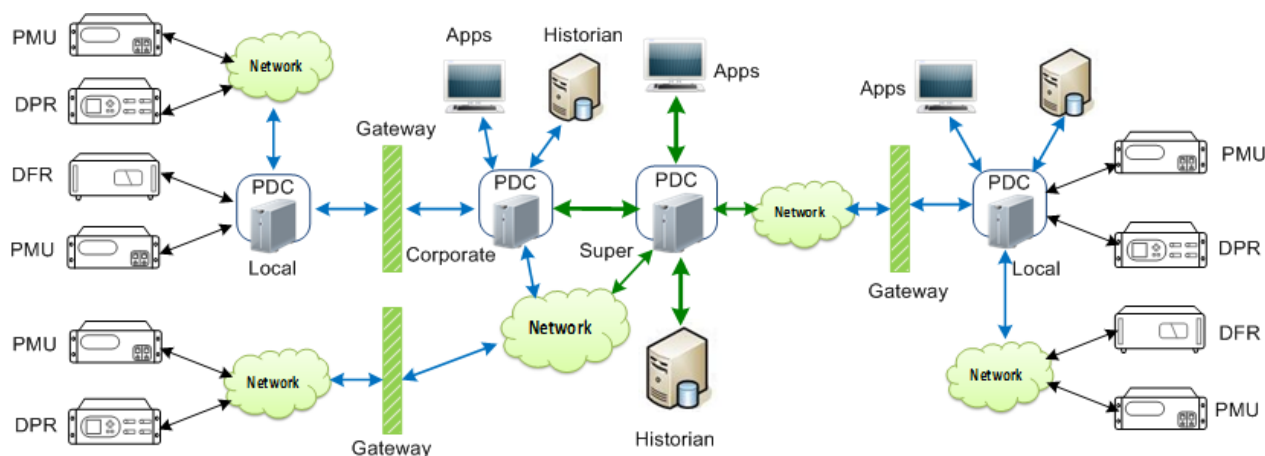 PMU
DPR
DFR
PMU
PMU
DPR
Network
PDC
Local
Network
Gateway
Gateway
Apps
Historian
PDC
Corporate
Network
Apps
PDC
Super
Historian
Network
Gateway
Apps
PDC
Local
Network
PMU
DPR
DFR
PMU